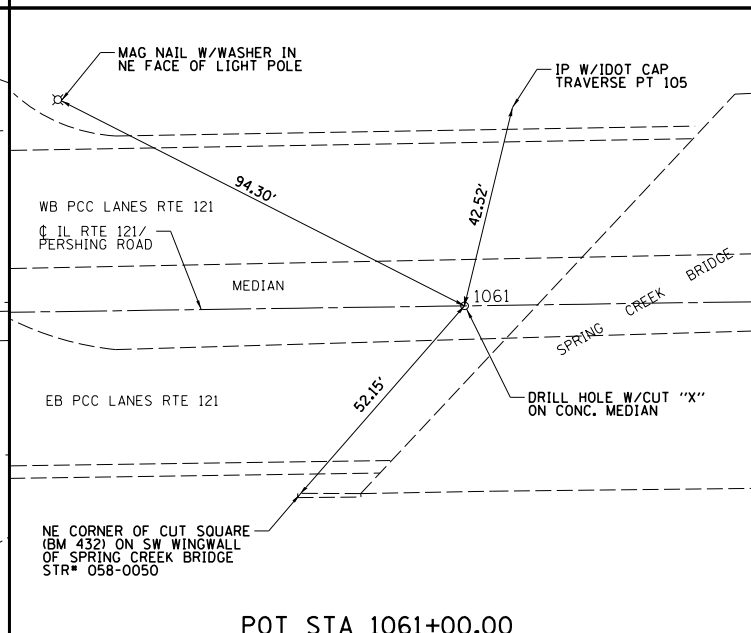 MAG NAIL W/WASHER IN
NE FACE OF LIGHT POLE
IP W/IDOT CAP
TRAVERSE PT 105
94.30'
42.52'
WB PCC LANES RTE 121
℄ IL RTE 121/
PERSHING ROAD
MEDIAN
1061
SPRING CREEK BRIDGE
52.15'
EB PCC LANES RTE 121
DRILL HOLE W/CUT "X"
ON CONC. MEDIAN
NE CORNER OF CUT SQUARE
(BM 432) ON SW WINGWALL
OF SPRING CREEK BRIDGE
STR# 058-0050
POT STA 1061+00.00